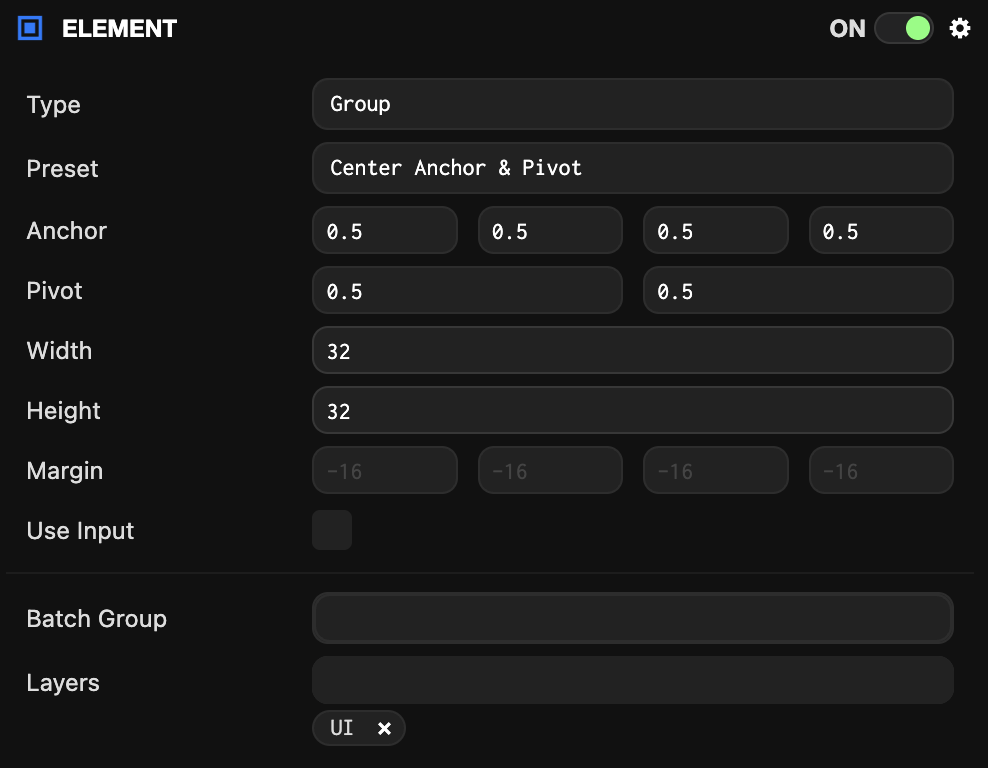 ELEMENT ON
Type Group
Preset Center Anchor & Pivot
Anchor 0.5 0.5 0.5 0.5
Pivot 0.5 0.5
Width 32
Height 32
Margin -16 -16 -16 -16
Use Input
Batch Group
Layers
UI ×